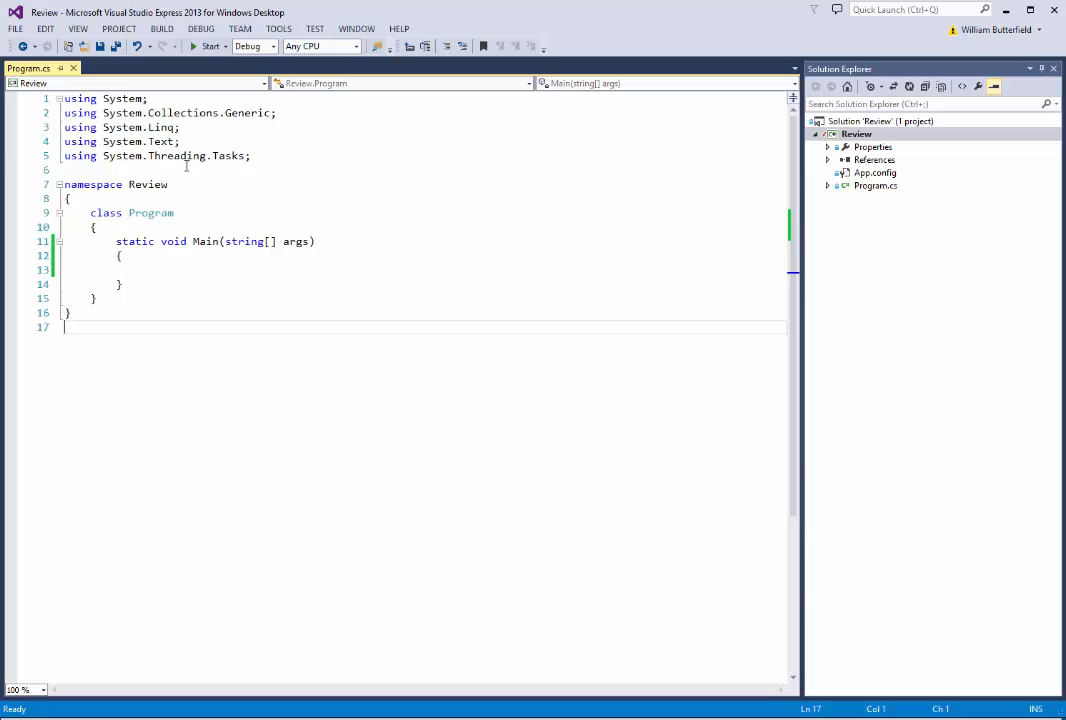 Review - Microsoft Visual Studio Express 2013 for Windows Desktop
Quick Launch (Ctrl+Q)
FILE EDIT VIEW PROJECT BUILD DEBUG TEAM TOOLS TEST WINDOW HELP
William Butterfield
Start Debug Any CPU
Program.cs
Solution Explorer
Review Review.Program Main(string[] args)
Search Solution Explorer (Ctrl+;)
Solution 'Review' (1 project)
Review
Properties
References
App.config
Program.cs
1 using System;
2 using System.Collections.Generic;
3 using System.Linq;
4 using System.Text;
5 using System.Threading.Tasks;
6
7 namespace Review
8 {
9 class Program
10 {
11 static void Main(string[] args)
12 {
13
14 }
15 }
16 }
17
100 %
Ready Ln 17 Col 1 Ch 1 INS